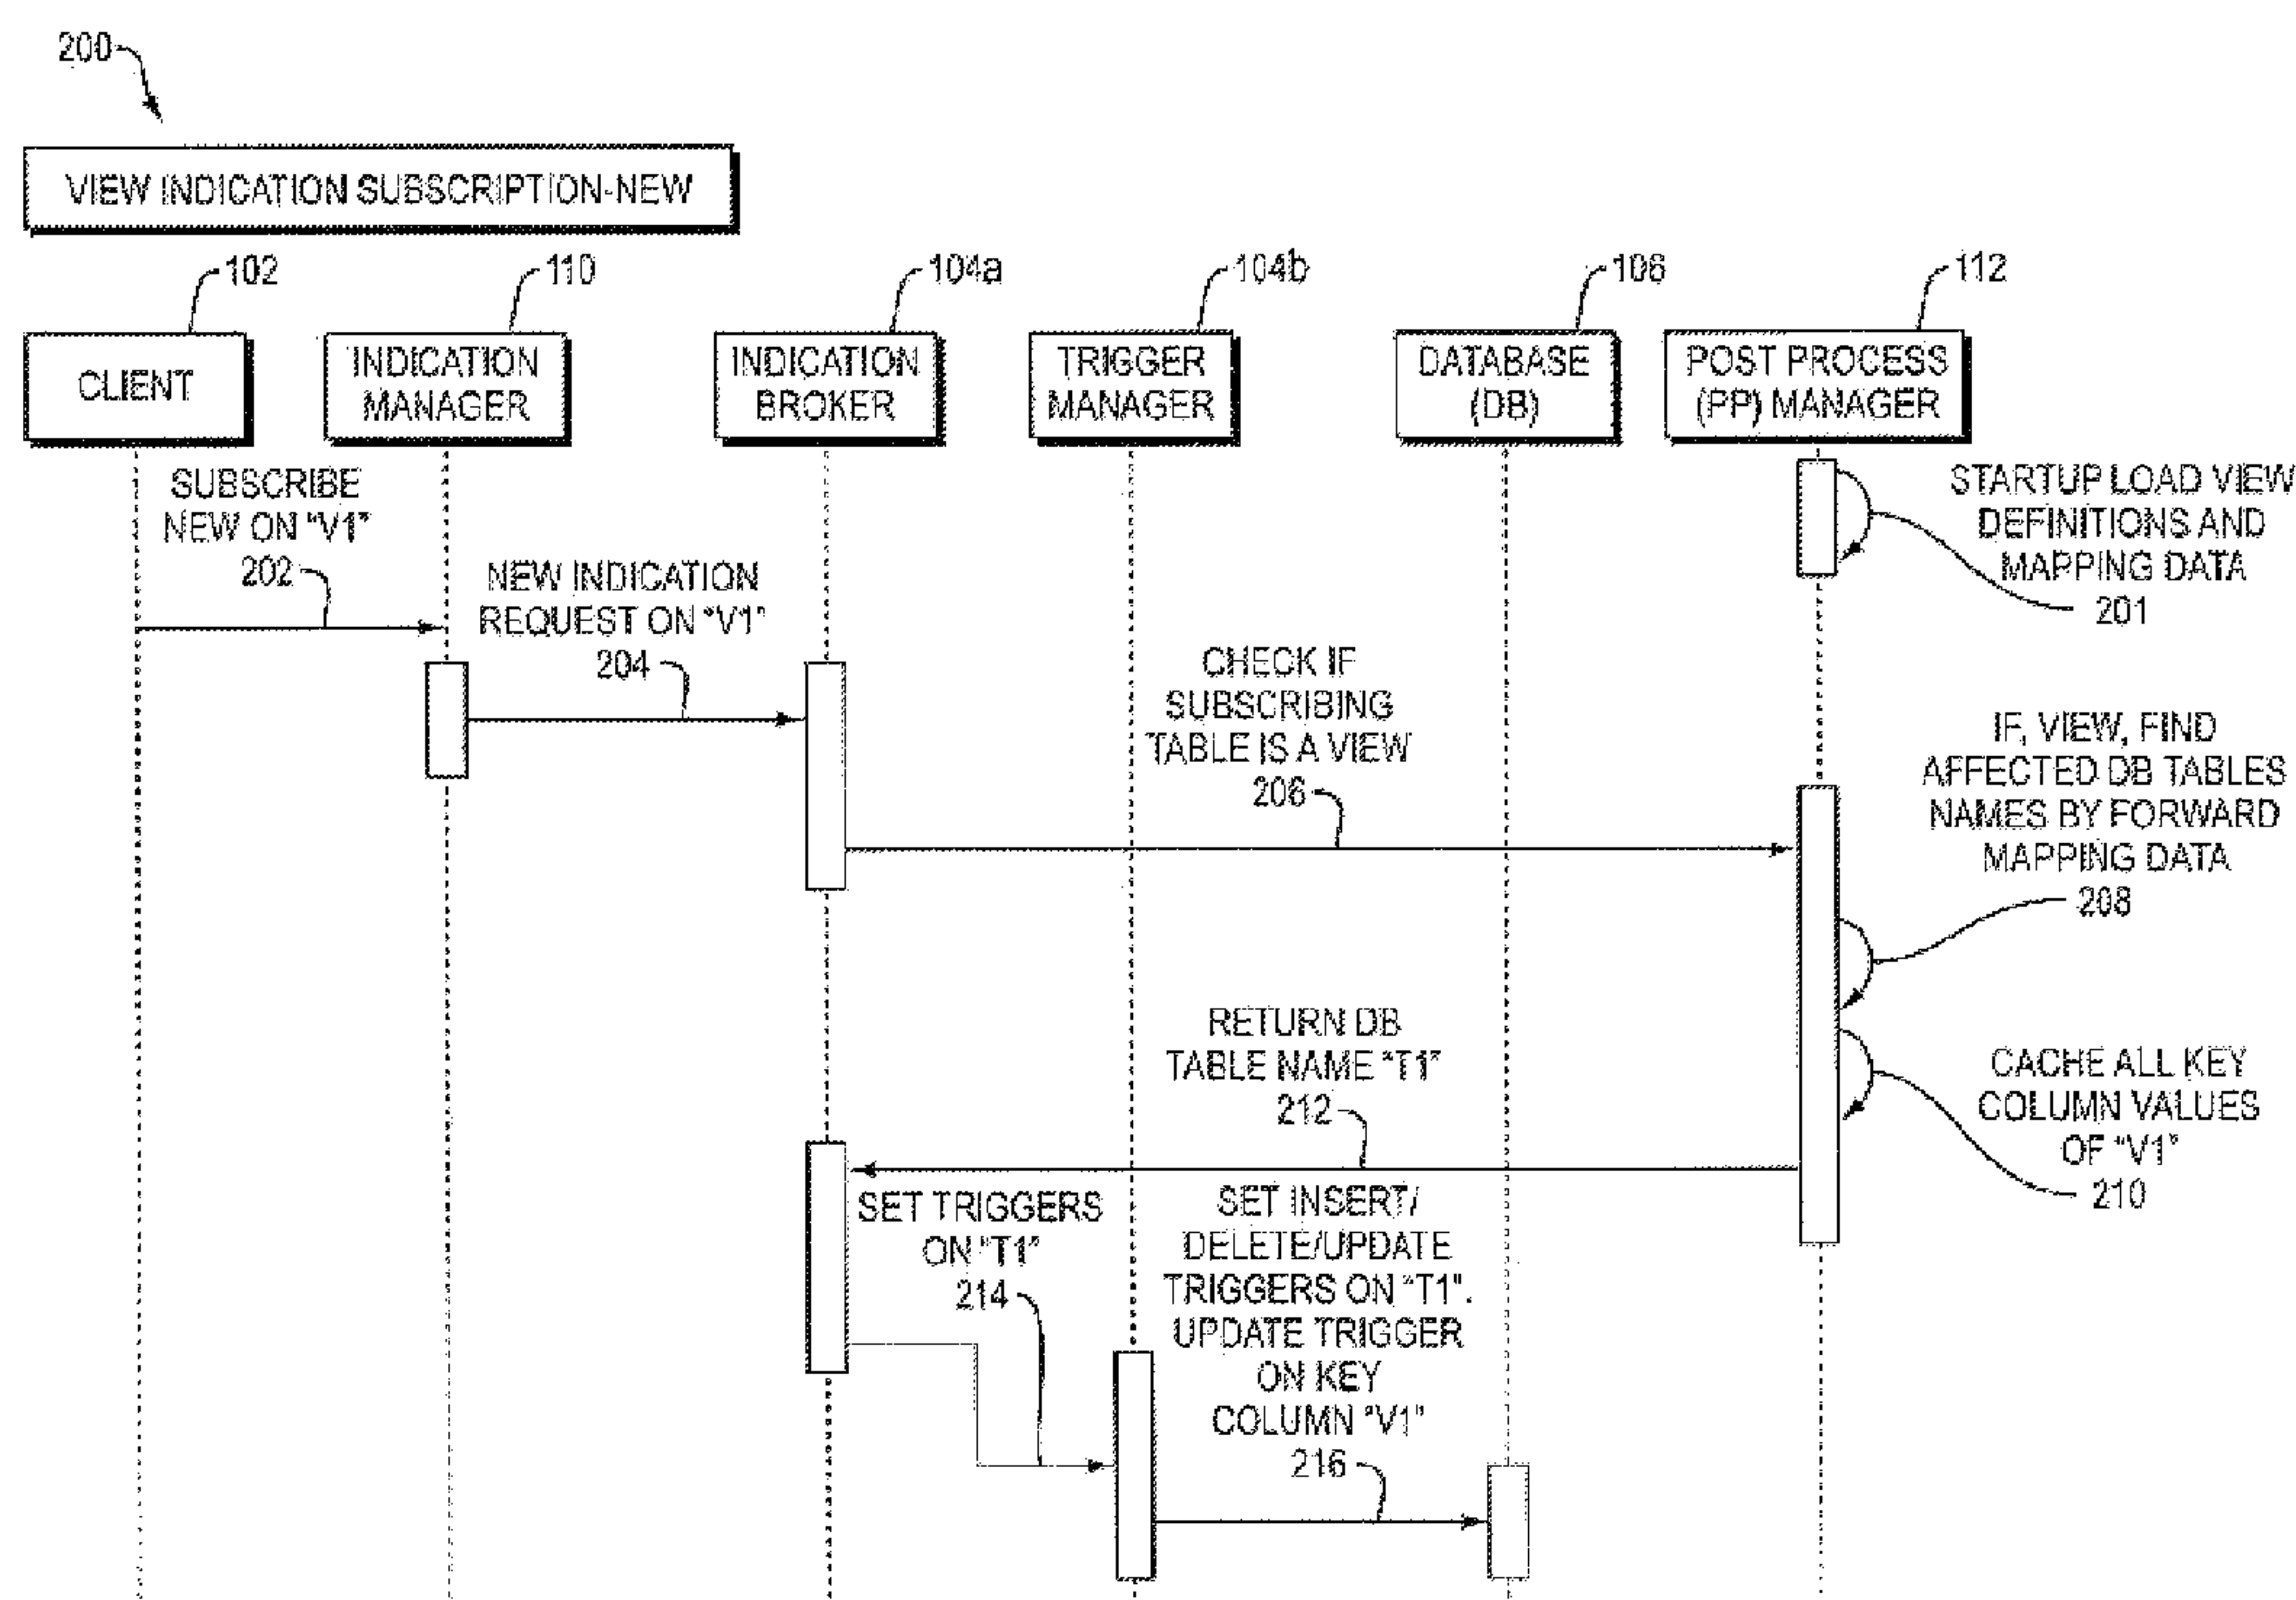 200
VIEW INDICATION SUBSCRIPTION-NEW
102
110
104a
104b
106
112
CLIENT
INDICATION
MANAGER
INDICATION
BROKER
TRIGGER
MANAGER
DATABASE
(DB)
POST PROCESS
(PP) MANAGER
SUBSCRIBE
NEW ON "V1"
202
STARTUP LOAD VIEW
DEFINITIONS AND
MAPPING DATA
201
NEW INDICATION
REQUEST ON "V1"
204
CHECK IF
SUBSCRIBING
TABLE IS A VIEW
206
IF, VIEW, FIND
AFFECTED DB TABLES
NAMES BY FORWARD
MAPPING DATA
208
RETURN DB
TABLE NAME "T1"
212
CACHE ALL KEY
COLUMN VALUES
OF "V1"
210
SET TRIGGERS
ON "T1"
214
SET INSERT/
DELETE/UPDATE
TRIGGERS ON "T1".
UPDATE TRIGGER
ON KEY
COLUMN "V1"
216